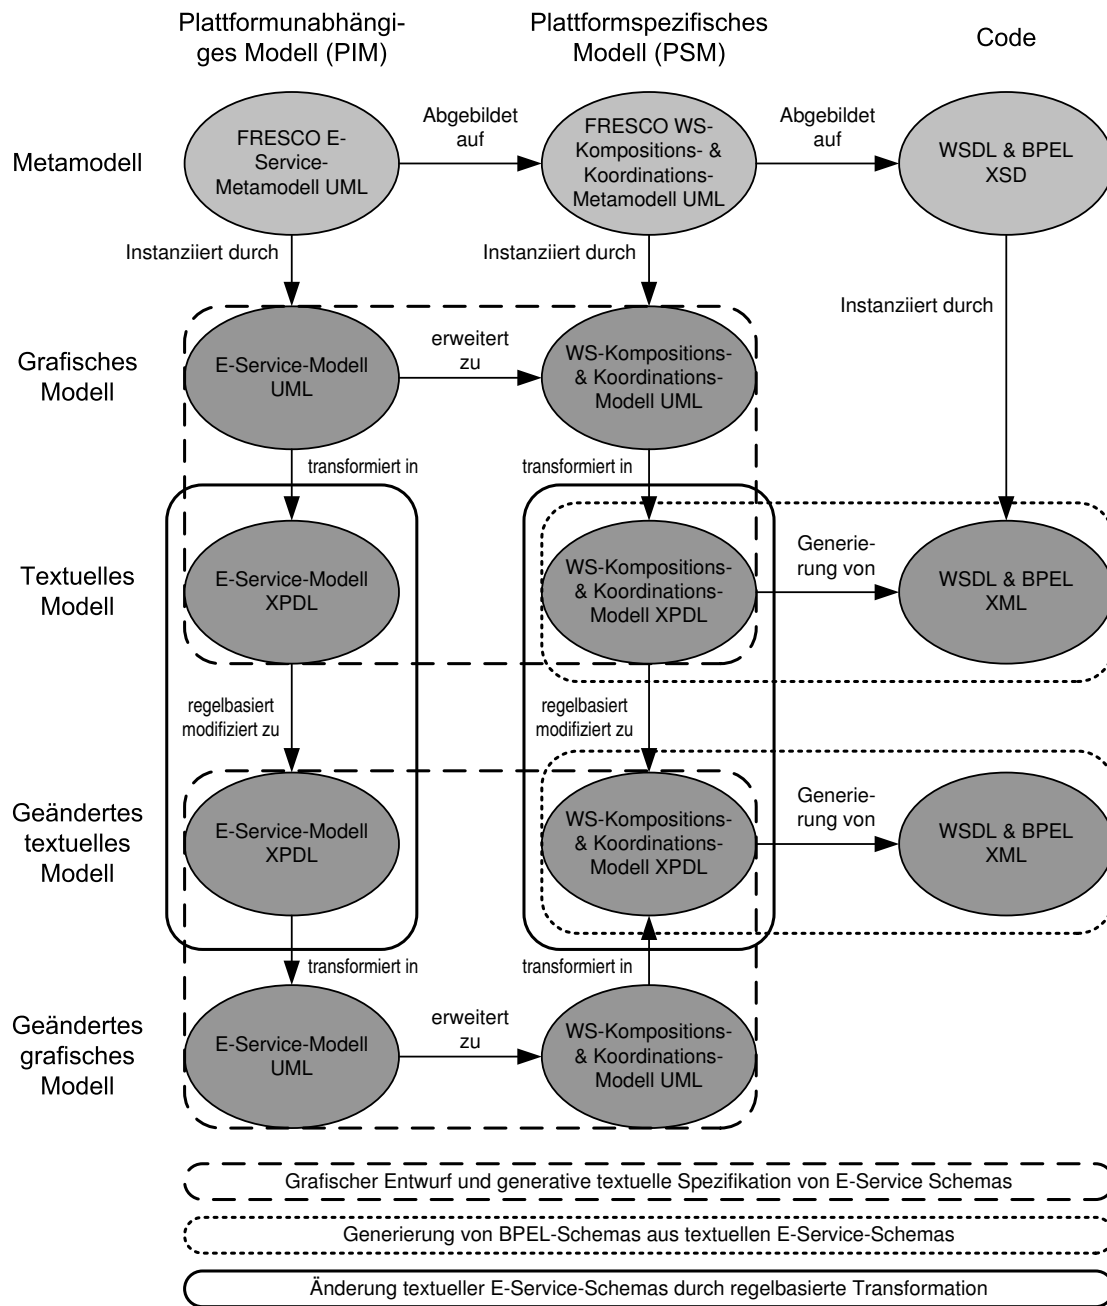 Plattformunabhängi-
ges Modell (PIM)
Plattformspezifisches
Modell (PSM)
Code
Metamodell
FRESCO E-
Service-
Metamodell UML
Abgebildet
auf
FRESCO WS-
Kompositions- &
Koordinations-
Metamodell UML
Abgebildet
auf
WSDL & BPEL
XSD
Instanziiert durch
Instanziiert durch
Instanziiert durch
Grafisches
Modell
E-Service-Modell
UML
erweitert
zu
WS-Kompositions-
& Koordinations-
Modell UML
transformiert in
transformiert in
Textuelles
Modell
E-Service-Modell
XPDL
WS-Kompositions-
& Koordinations-
Modell XPDL
Generie-
rung von
WSDL & BPEL
XML
regelbasiert
modifiziert zu
regelbasiert
modifiziert zu
Geändertes
textuelles
Modell
E-Service-Modell
XPDL
WS-Kompositions-
& Koordinations-
Modell XPDL
Generie-
rung von
WSDL & BPEL
XML
transformiert in
transformiert in
Geändertes
grafisches
Modell
E-Service-Modell
UML
erweitert
zu
WS-Kompositions-
& Koordinations-
Modell UML
Grafischer Entwurf und generative textuelle Spezifikation von E-Service Schemas
Generierung von BPEL-Schemas aus textuellen E-Service-Schemas
Änderung textueller E-Service-Schemas durch regelbasierte Transformation